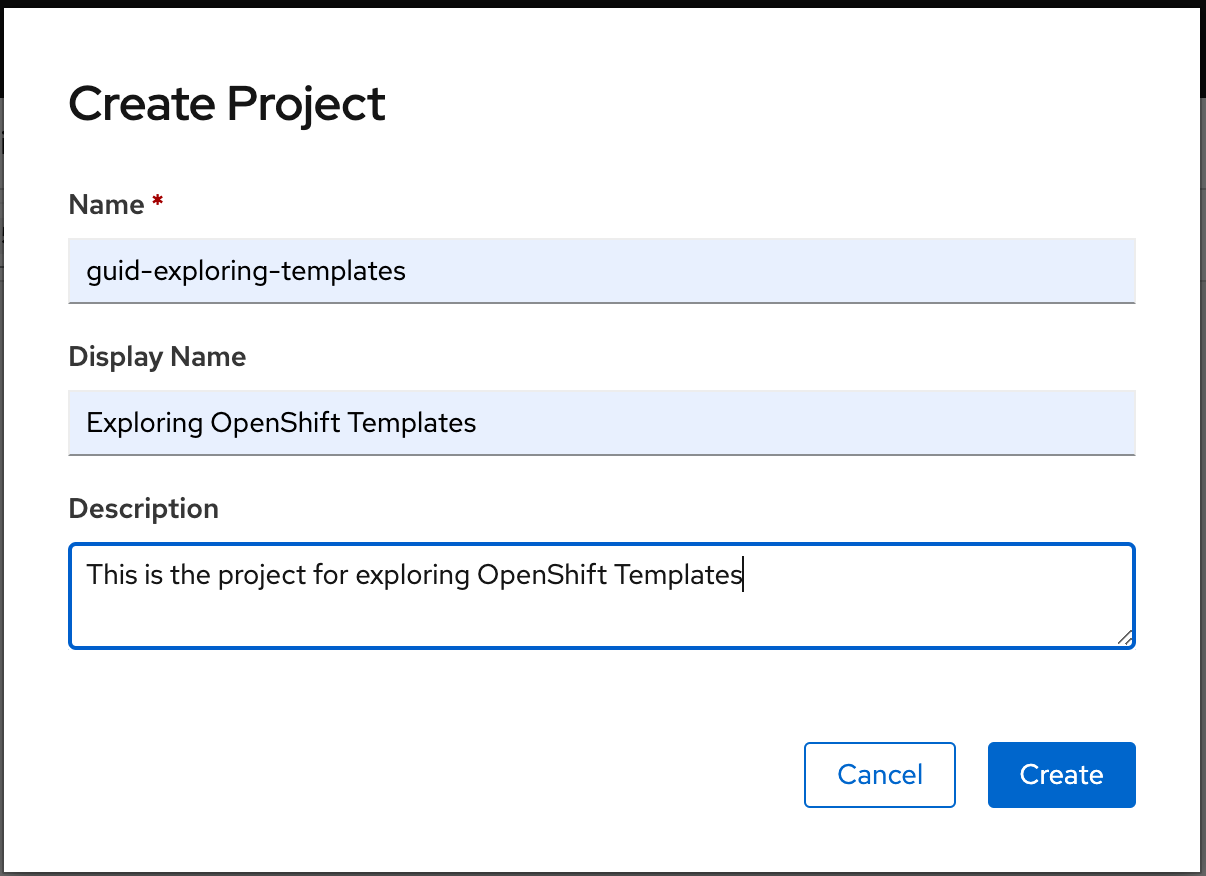 Create Project
Name *
guid-exploring-templates
Display Name
Exploring OpenShift Templates
Description
This is the project for exploring OpenShift Templates
Cancel
Create